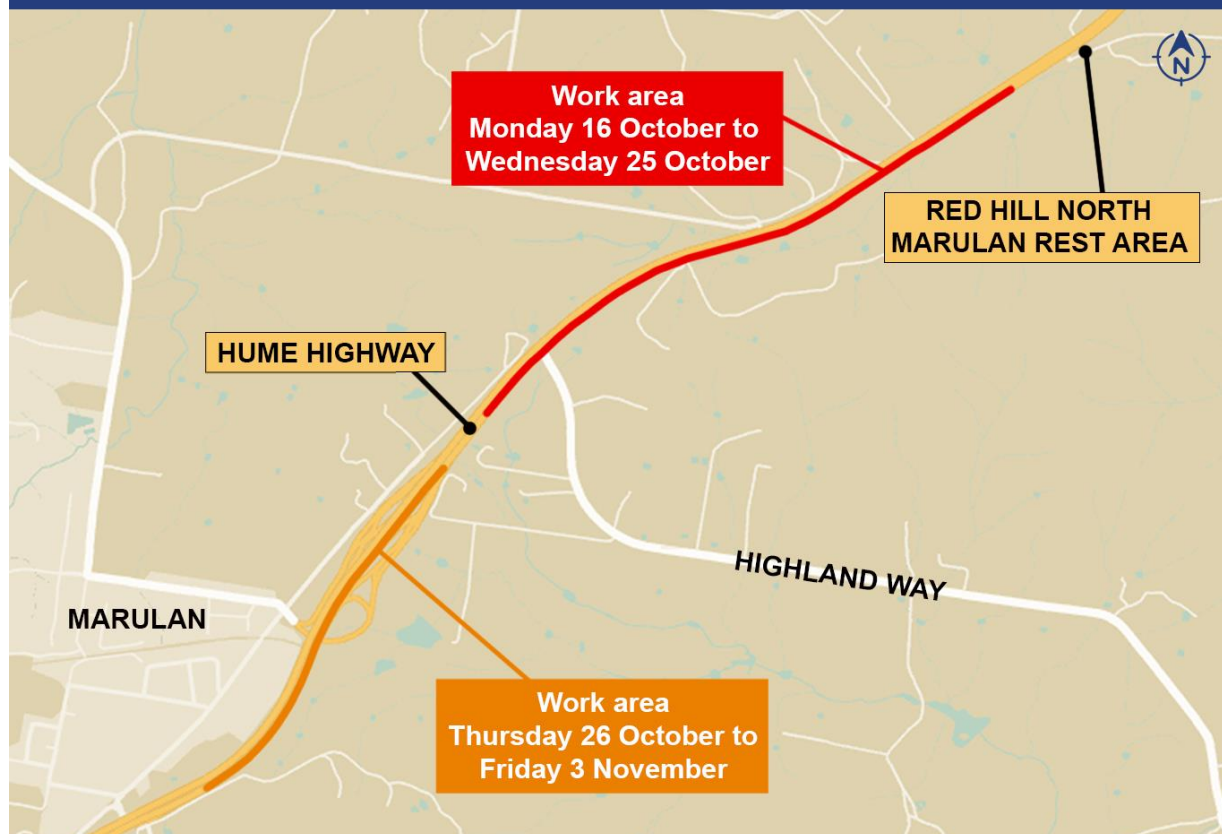 N
Work area
Monday 16 October to
Wednesday 25 October
RED HILL NORTH
MARULAN REST AREA
HUME HIGHWAY
HIGHLAND WAY
MARULAN
Work area
Thursday 26 October to
Friday 3 November